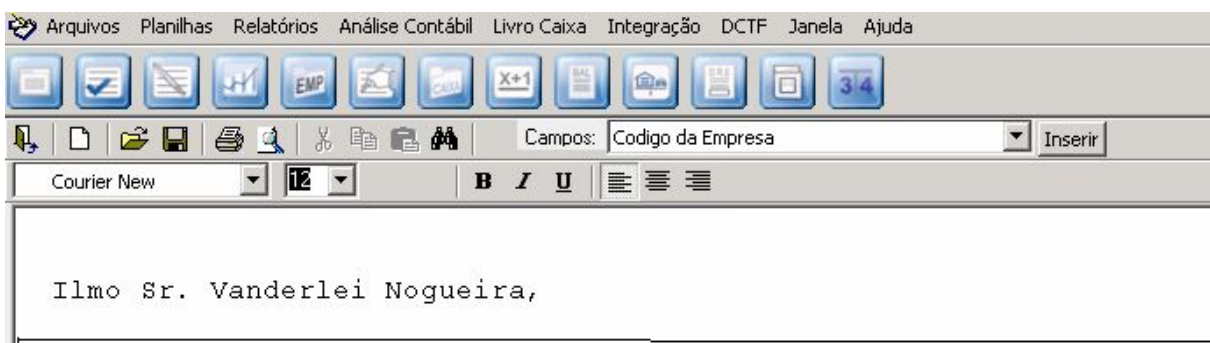 Arquivos Planilhas Relatórios Análise Contábil Livro Caixa Integração DCTF Janela Ajuda
EMP CAIXA X+1 BAL 3 4
Campos: Codigo da Empresa Inserir
Courier New 12 B I U
Ilmo Sr. Vanderlei Nogueira,